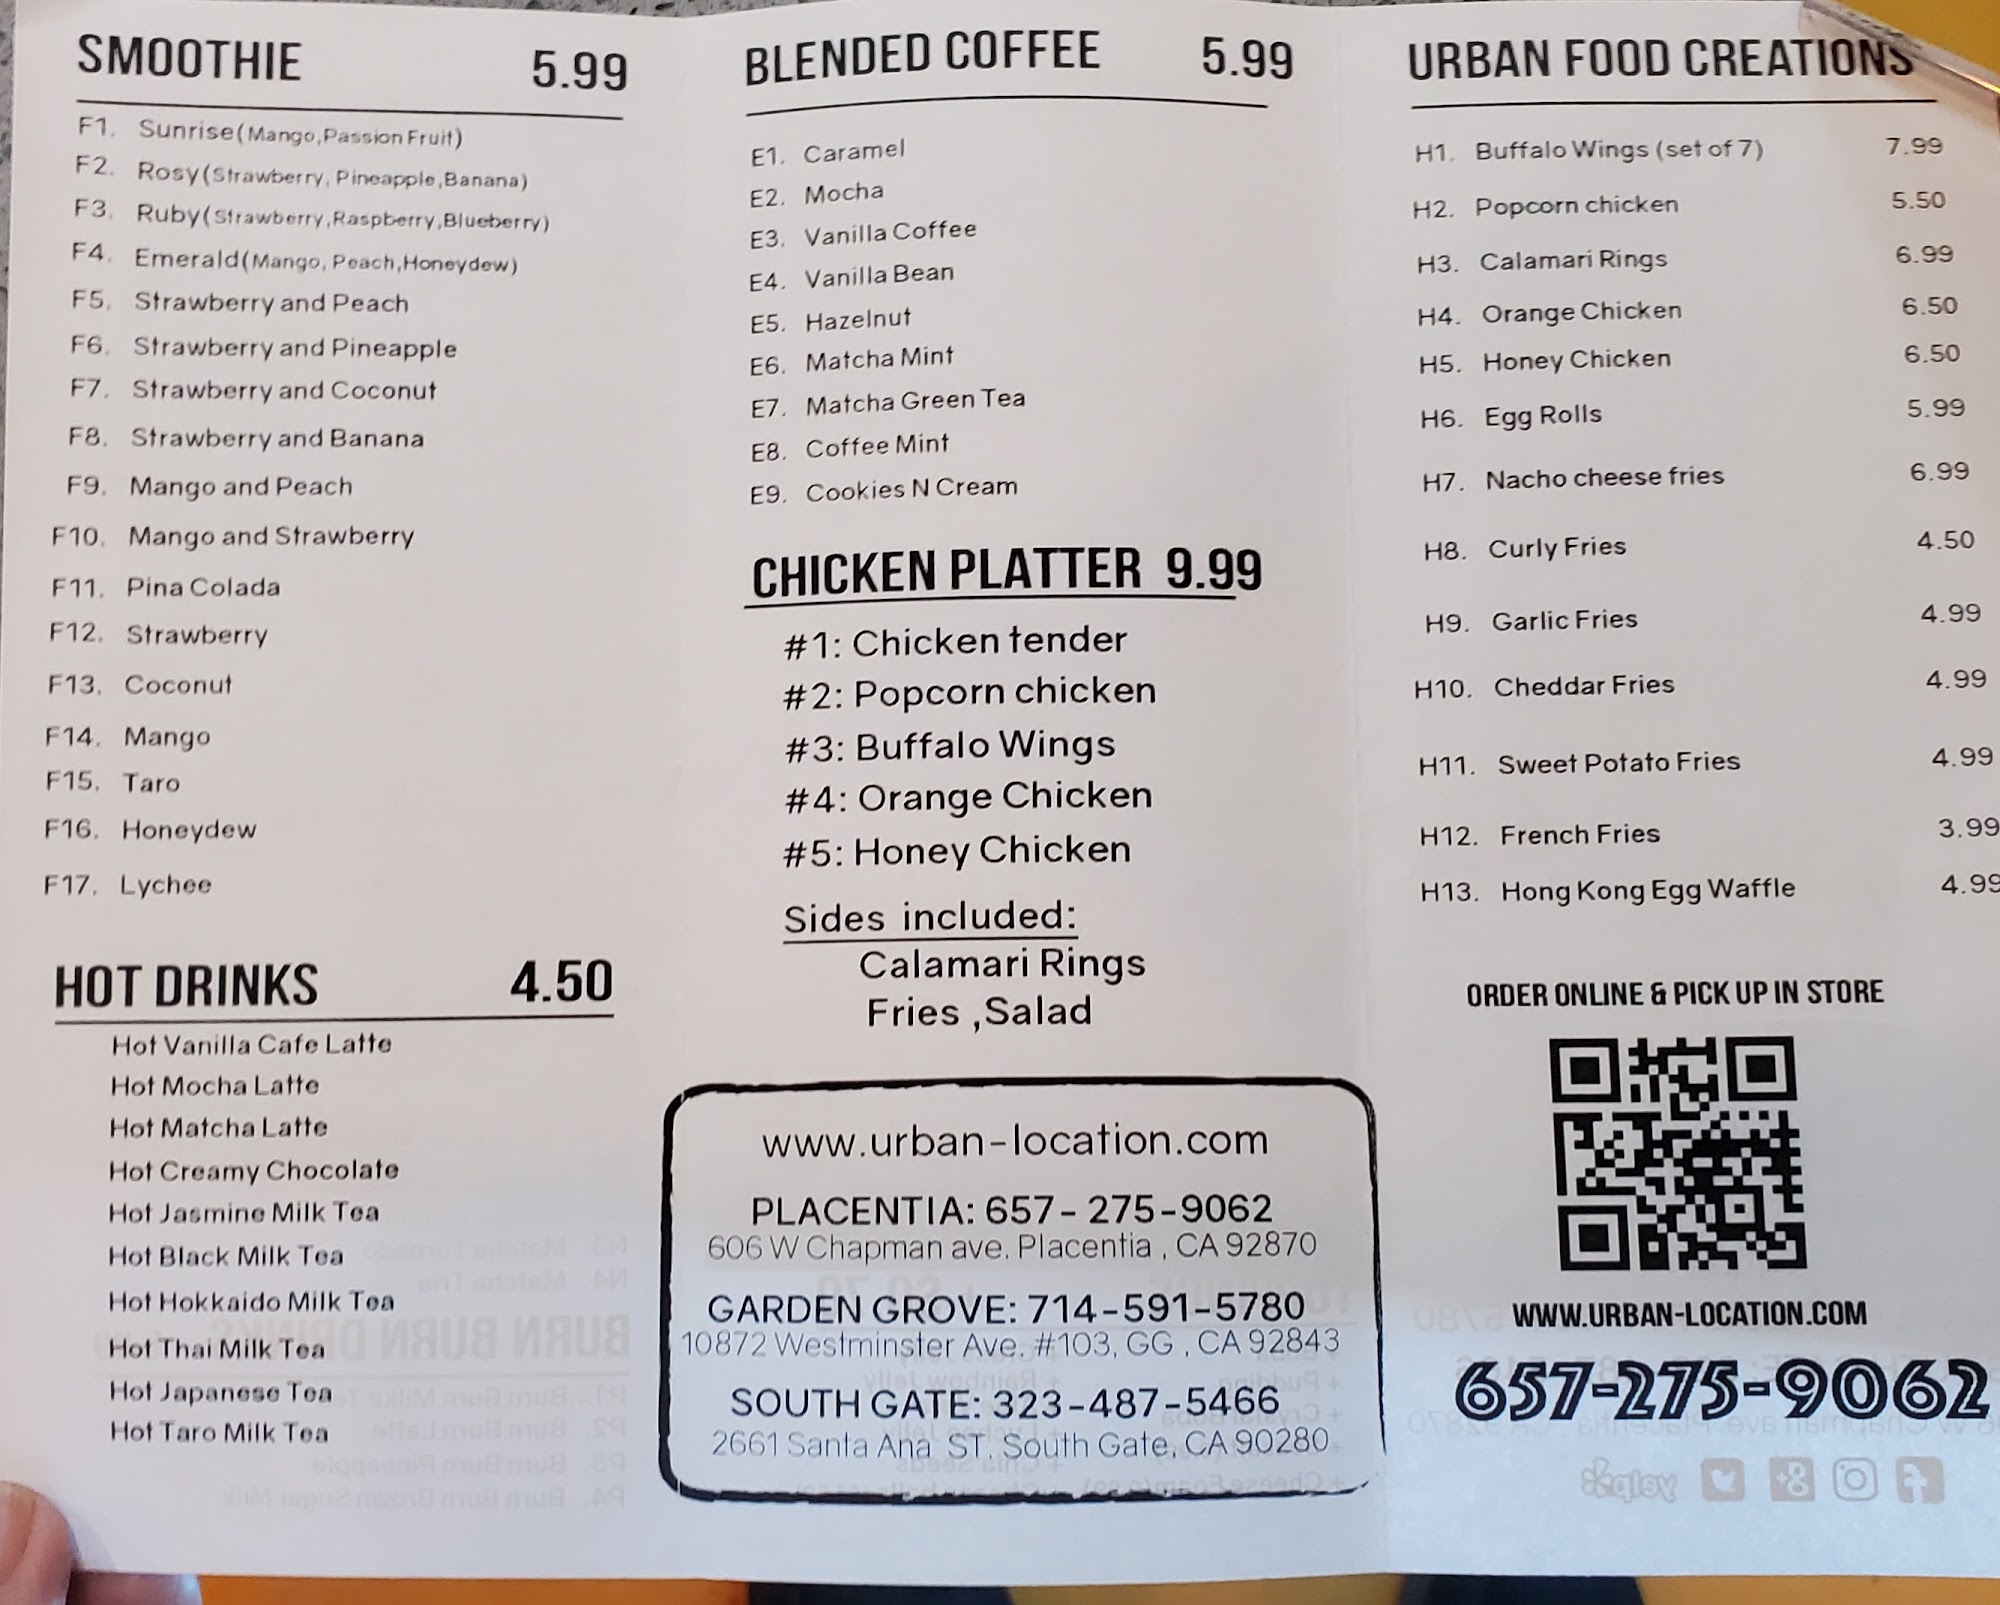 SMOOTHIE 5.99
F1. Sunrise(Mango,Passion Fruit)
F2. Rosy(Strawberry, Pineapple,Banana)
F3. Ruby(Strawberry,Raspberry,Blueberry)
F4. Emerald(Mango, Peach,Honeydew)
F5. Strawberry and Peach
F6. Strawberry and Pineapple
F7. Strawberry and Coconut
F8. Strawberry and Banana
F9. Mango and Peach
F10. Mango and Strawberry
F11. Pina Colada
F12. Strawberry
F13. Coconut
F14. Mango
F15. Taro
F16. Honeydew
F17. Lychee
HOT DRINKS 4.50
Hot Vanilla Cafe Latte
Hot Mocha Latte
Hot Matcha Latte
Hot Creamy Chocolate
Hot Jasmine Milk Tea
Hot Black Milk Tea
Hot Hokkaido Milk Tea
Hot Thai Milk Tea
Hot Japanese Tea
Hot Taro Milk Tea
BLENDED COFFEE 5.99
E1. Caramel
E2. Mocha
E3. Vanilla Coffee
E4. Vanilla Bean
E5. Hazelnut
E6. Matcha Mint
E7. Matcha Green Tea
E8. Coffee Mint
E9. Cookies N Cream
CHICKEN PLATTER 9.99
#1: Chicken tender
#2: Popcorn chicken
#3: Buffalo Wings
#4: Orange Chicken
#5: Honey Chicken
Sides included:
Calamari Rings
Fries ,Salad
www.urban-location.com
PLACENTIA: 657- 275-9062
606 W Chapman ave. Placentia , CA 92870
GARDEN GROVE: 714-591-5780
10872 Westminster Ave. #103, GG , CA 92843
SOUTH GATE: 323-487-5466
2661 Santa Ana ST. South Gate, CA 90280
URBAN FOOD CREATIONS
H1. Buffalo Wings (set of 7) 7.99
H2. Popcorn chicken 5.50
H3. Calamari Rings 6.99
H4. Orange Chicken 6.50
H5. Honey Chicken 6.50
H6. Egg Rolls 5.99
H7. Nacho cheese fries 6.99
H8. Curly Fries 4.50
H9. Garlic Fries 4.99
H10. Cheddar Fries 4.99
H11. Sweet Potato Fries 4.99
H12. French Fries 3.99
H13. Hong Kong Egg Waffle 4.99
ORDER ONLINE & PICK UP IN STORE
WWW.URBAN-LOCATION.COM
657-275-9062